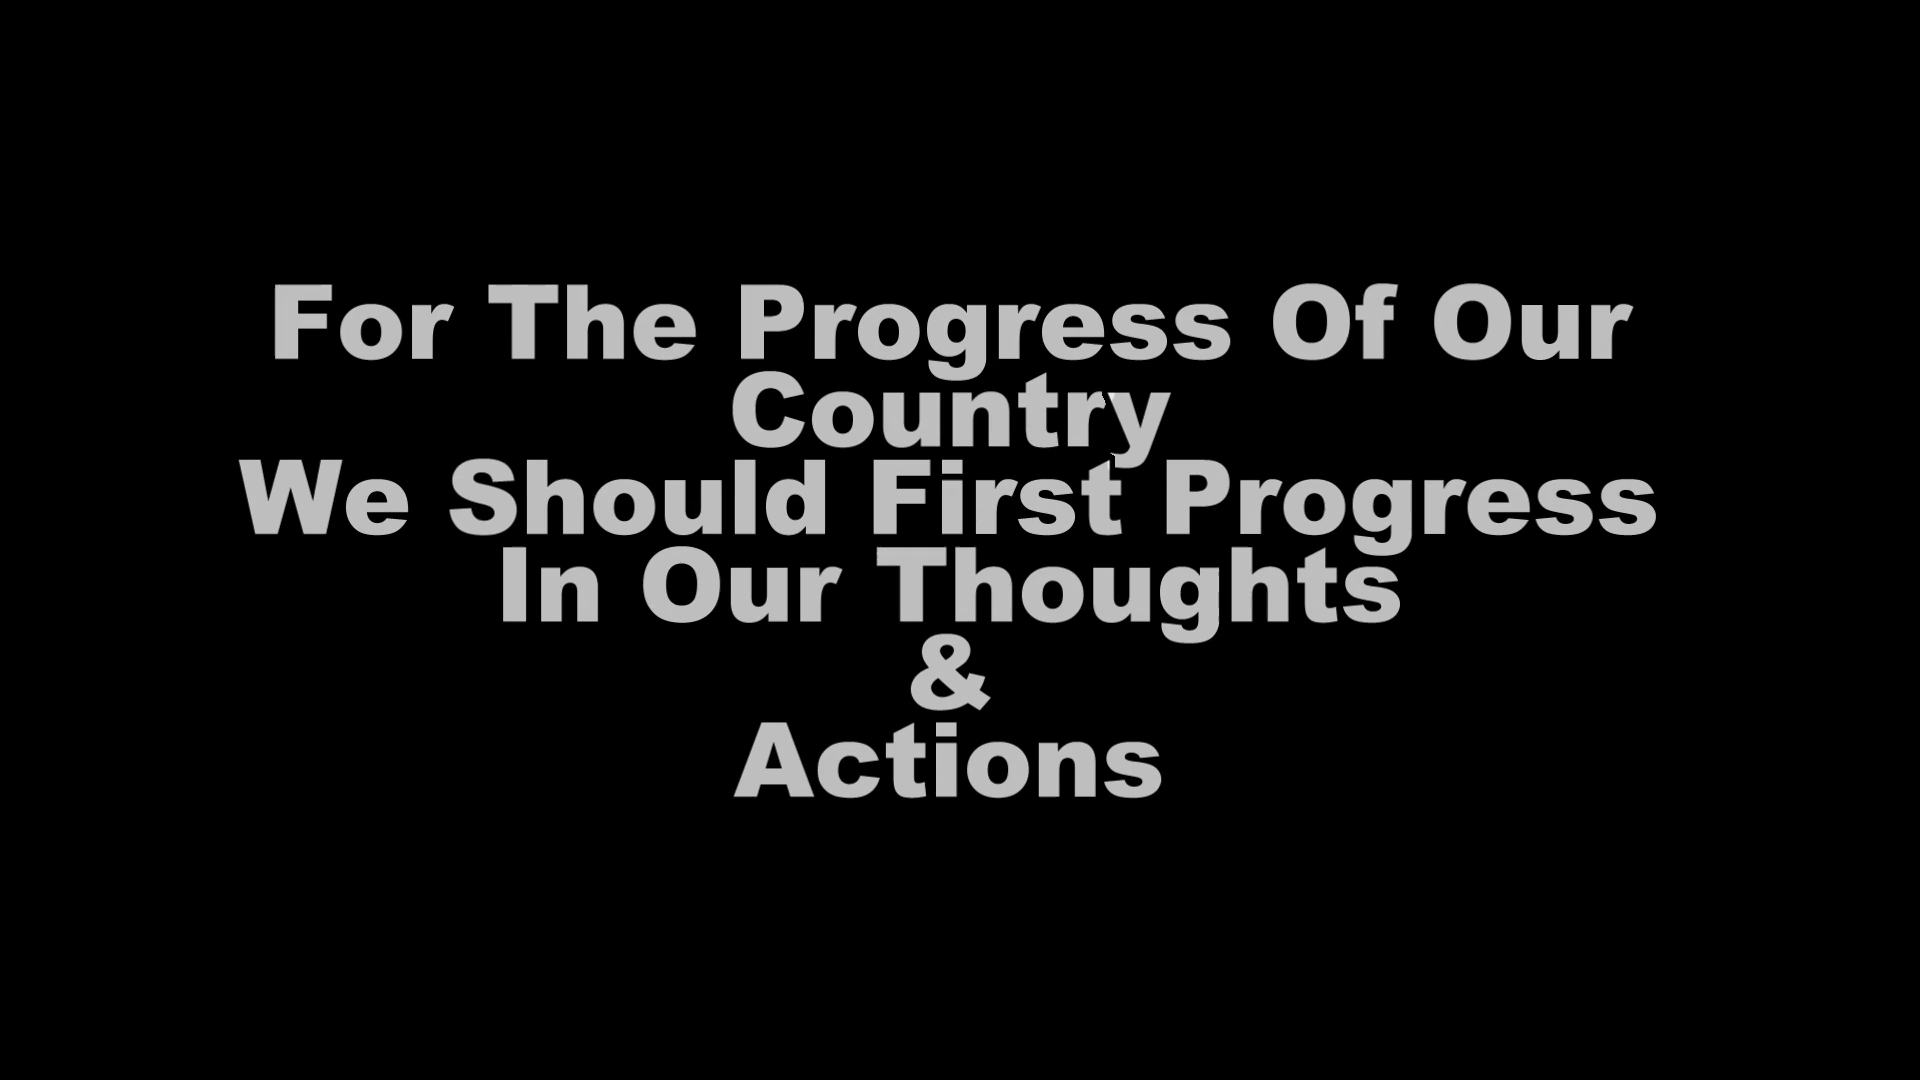 For The Progress Of Our
Country
We Should First Progress
In Our Thoughts
&
Actions